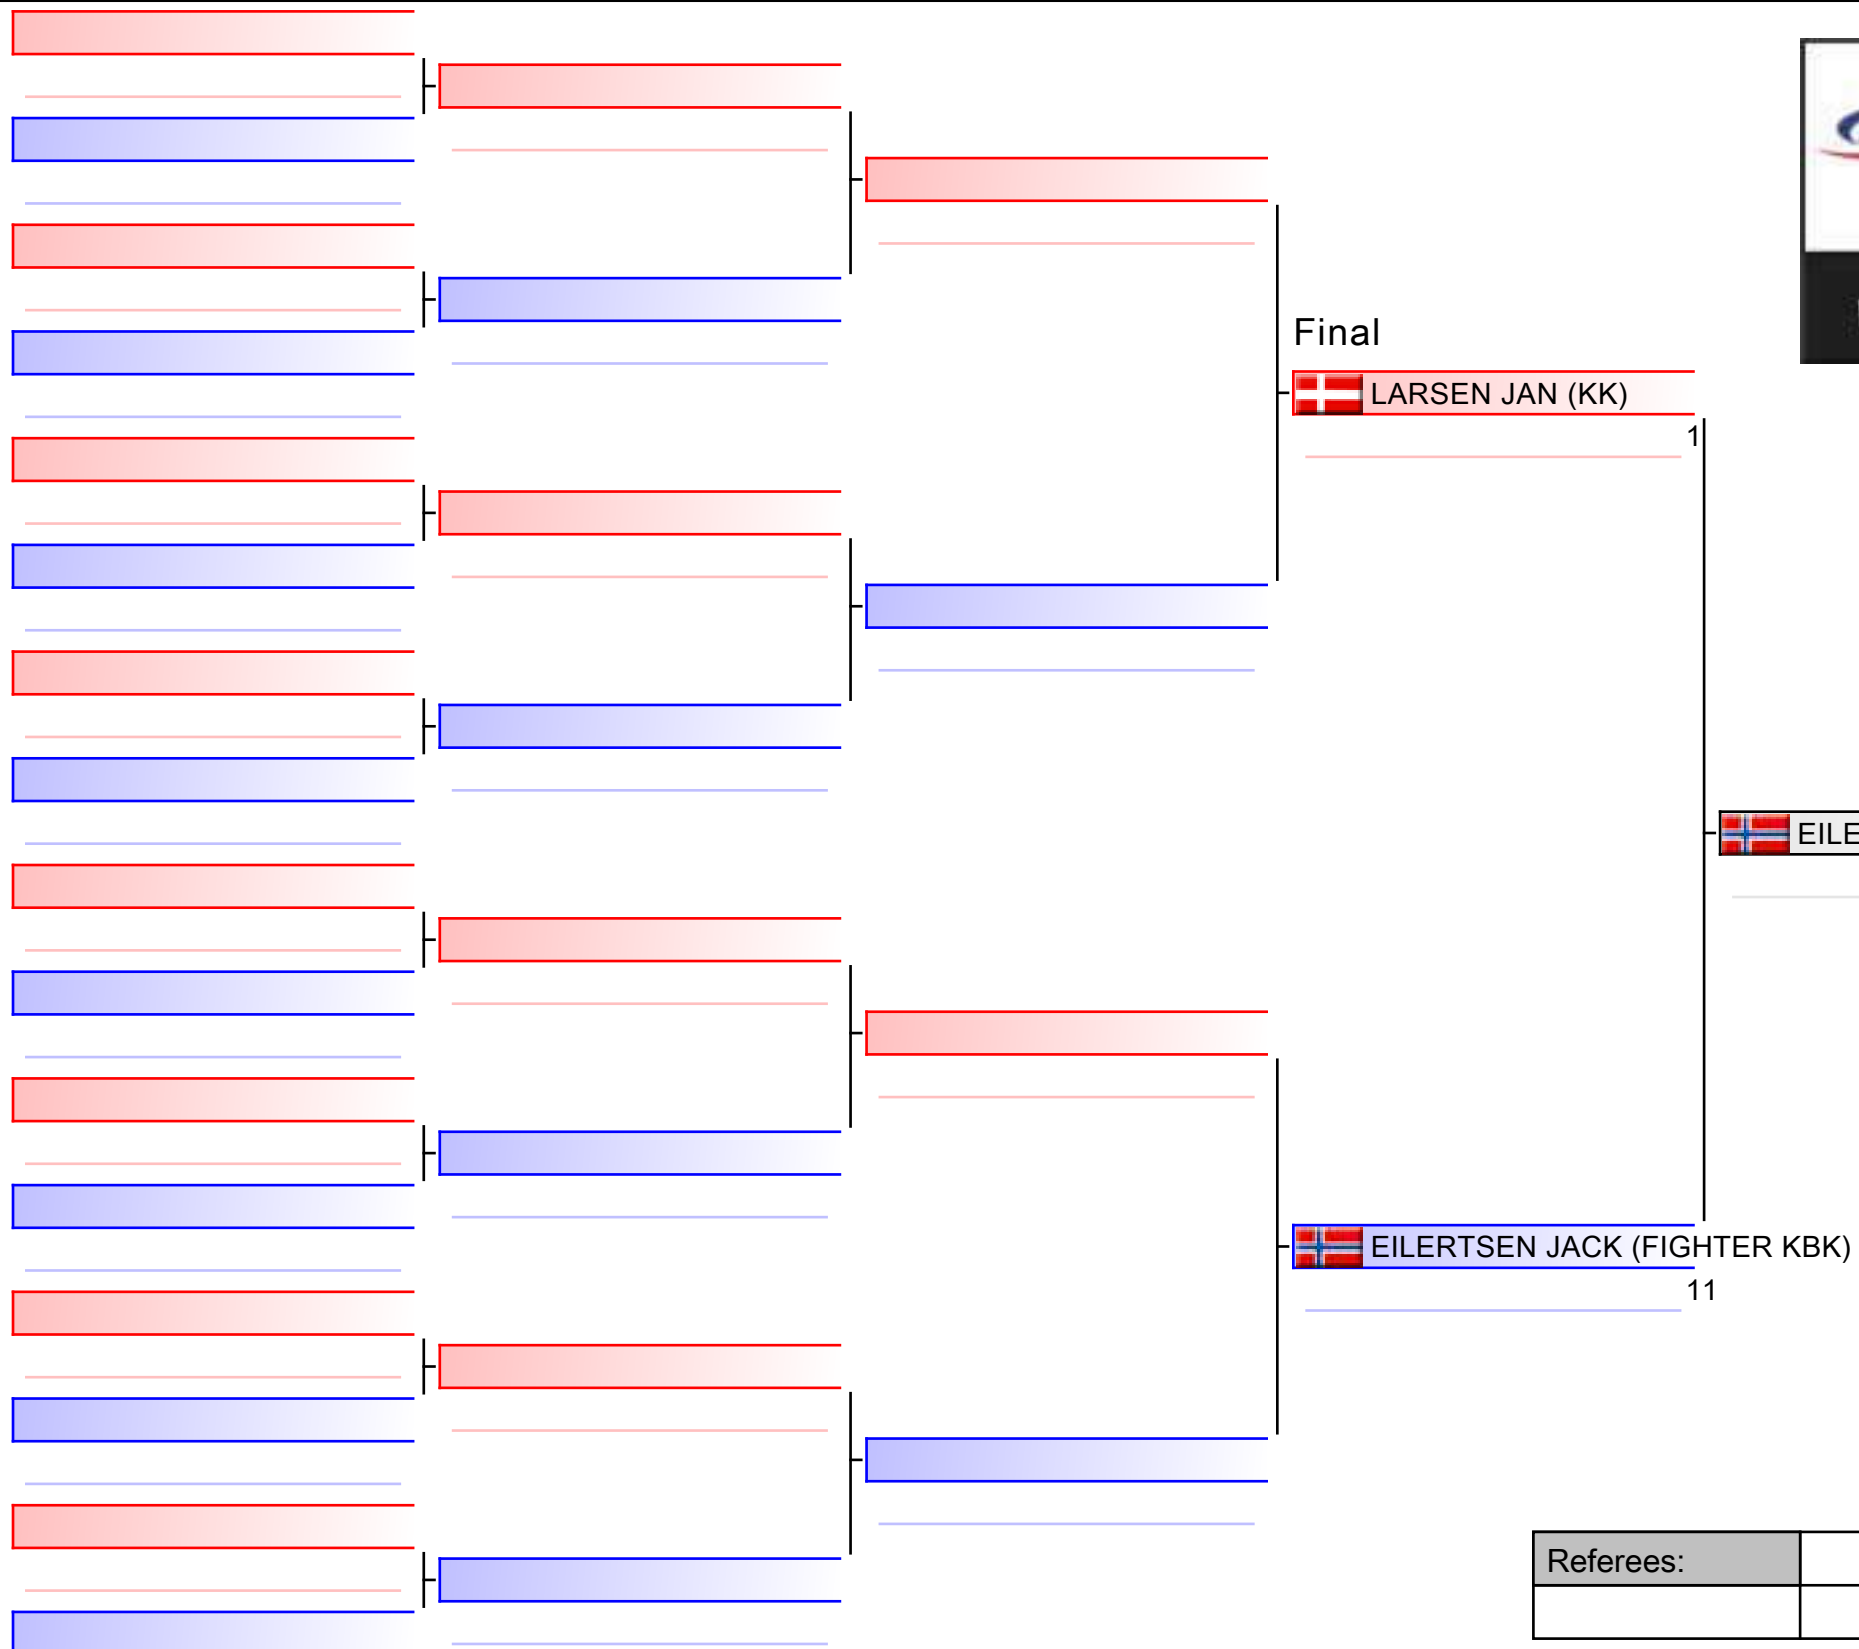 Final
LARSEN JAN (KK)
1
EILE
EILERTSEN JACK (FIGHTER KBK)
11
Referees: